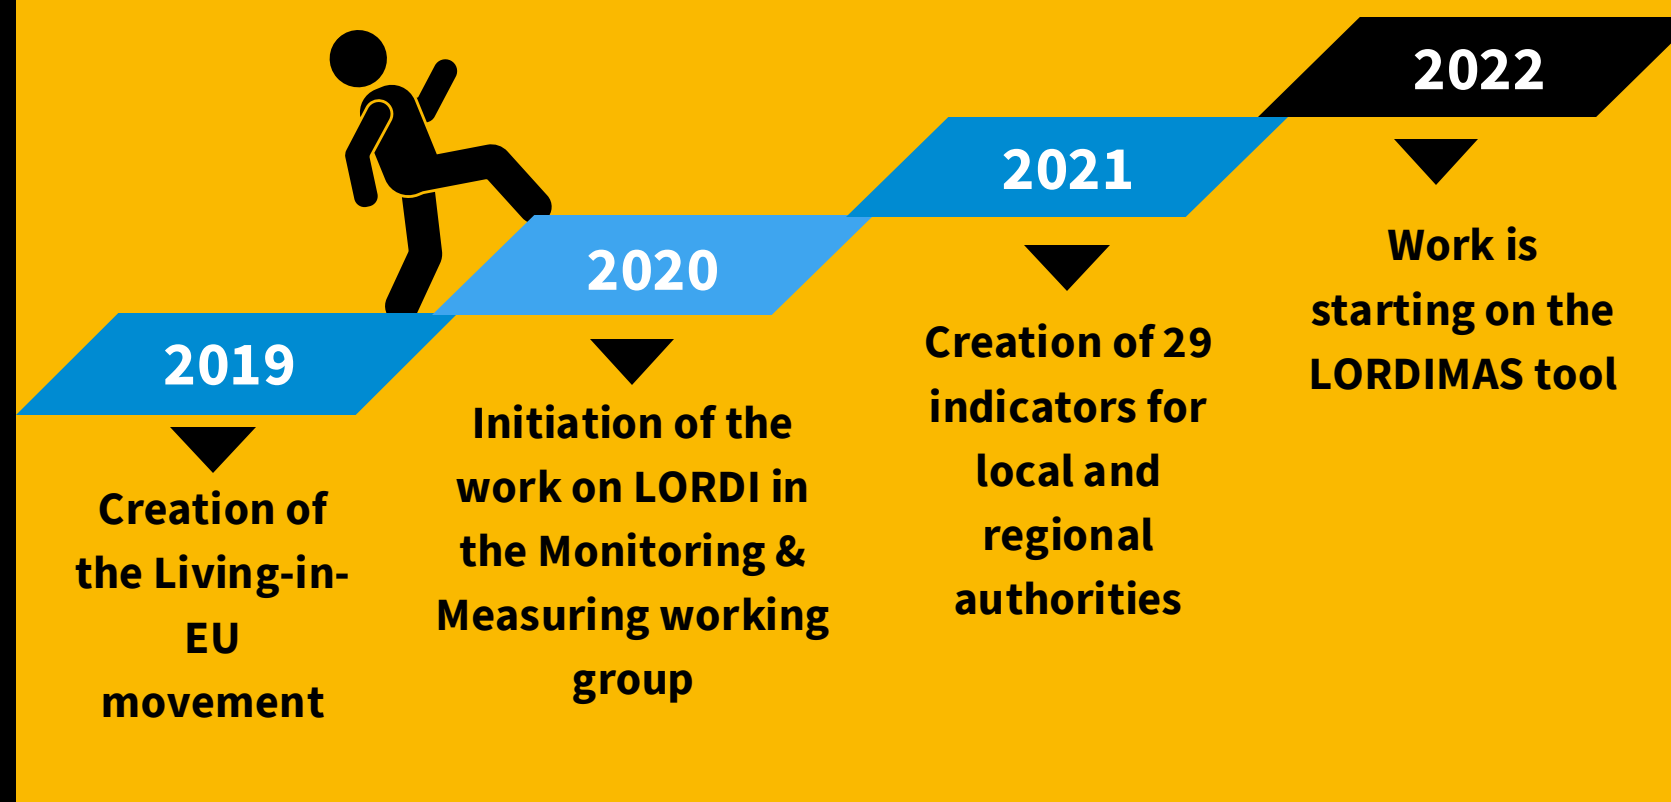 2019
Creation of
the Living-in-
EU
movement
2020
Initiation of the
work on LORDI in
the Monitoring &
Measuring working
group
2021
Creation of 29
indicators for
local and
regional
authorities
2022
Work is
starting on the
LORDIMAS tool